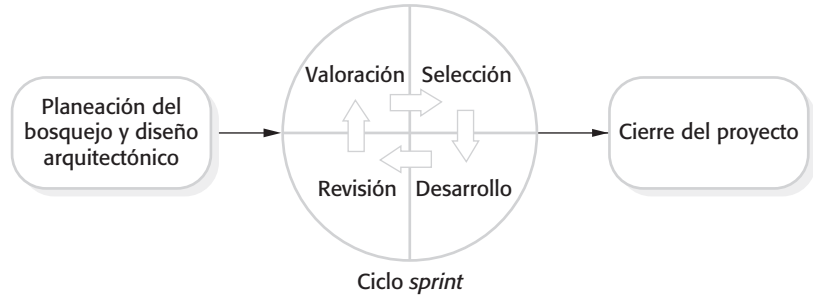 Planeación del
bosquejo y diseño
arquitectónico
Valoración
Selección
Revisión
Desarrollo
Cierre del proyecto
Ciclo sprint